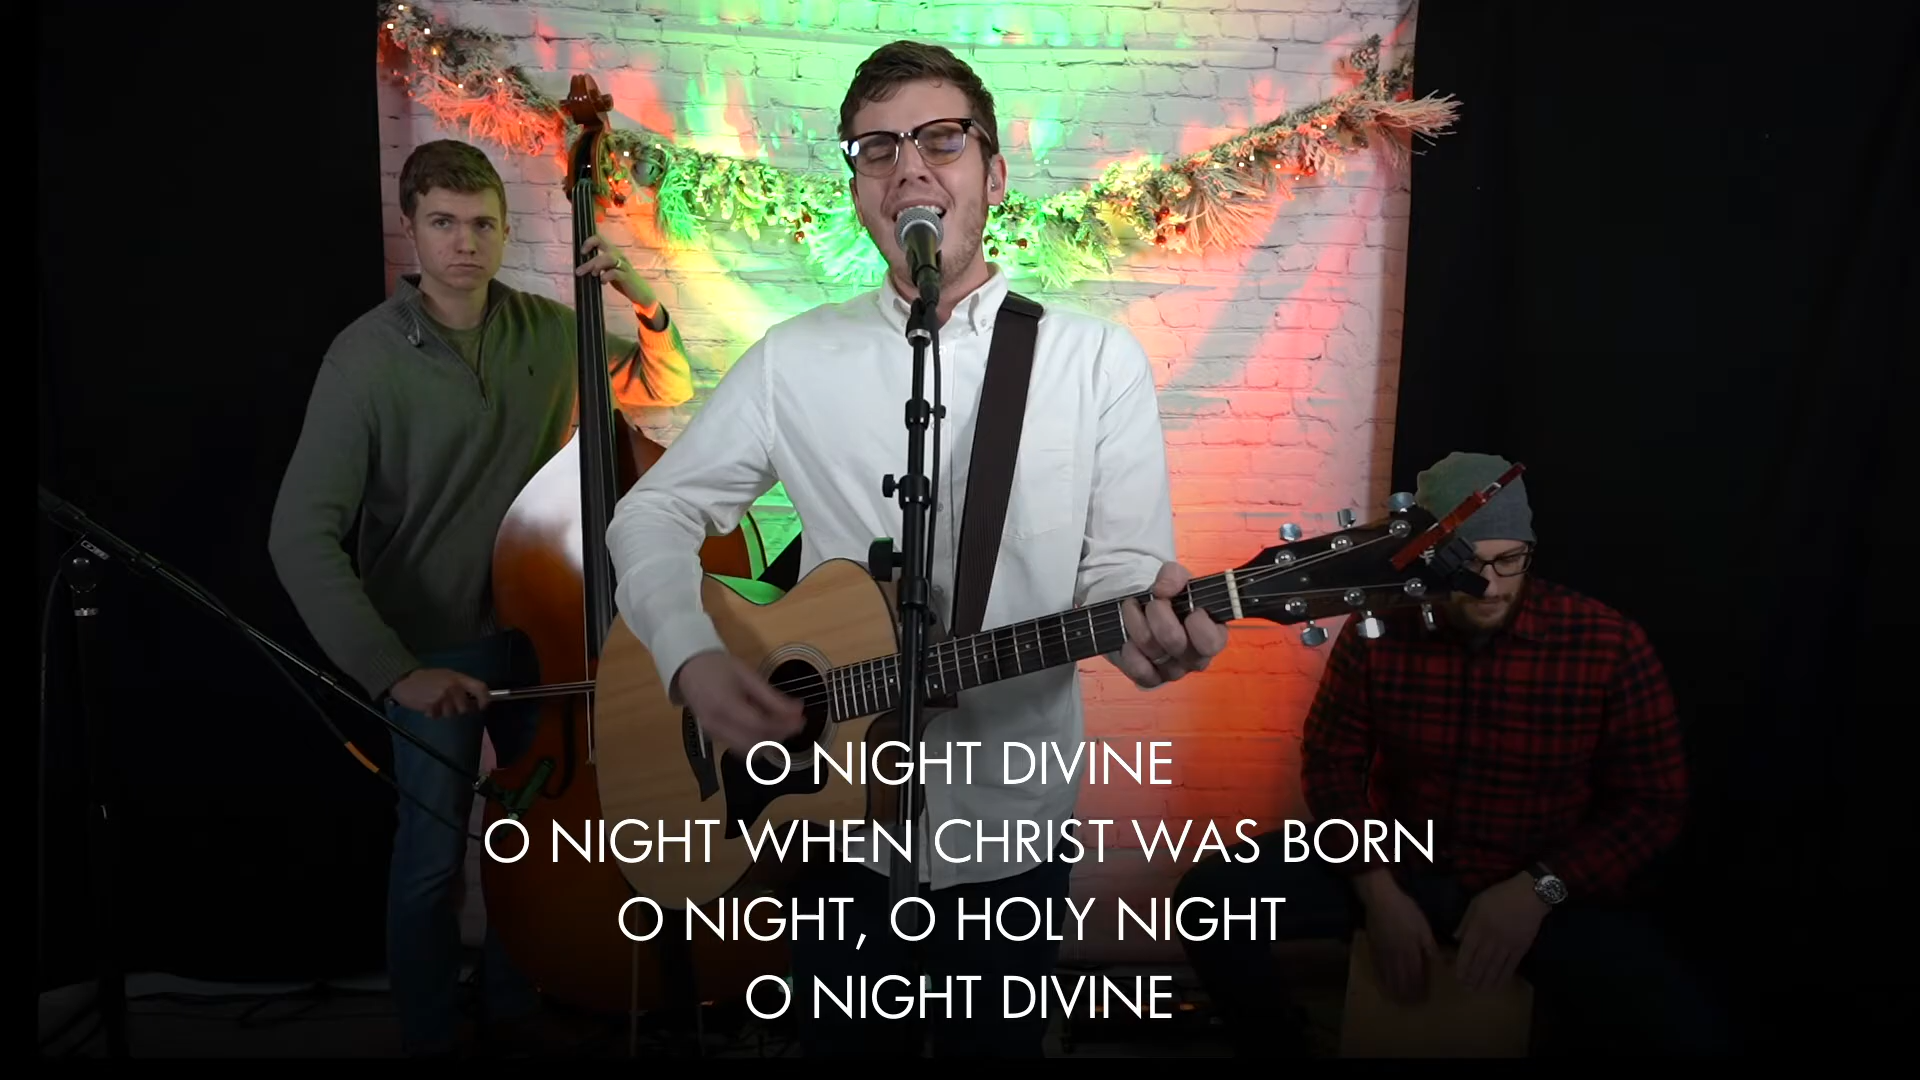 O NIGHT DIVINE
O NIGHT WHEN CHRIST WAS BORN
O NIGHT, O HOLY NIGHT
O NIGHT DIVINE